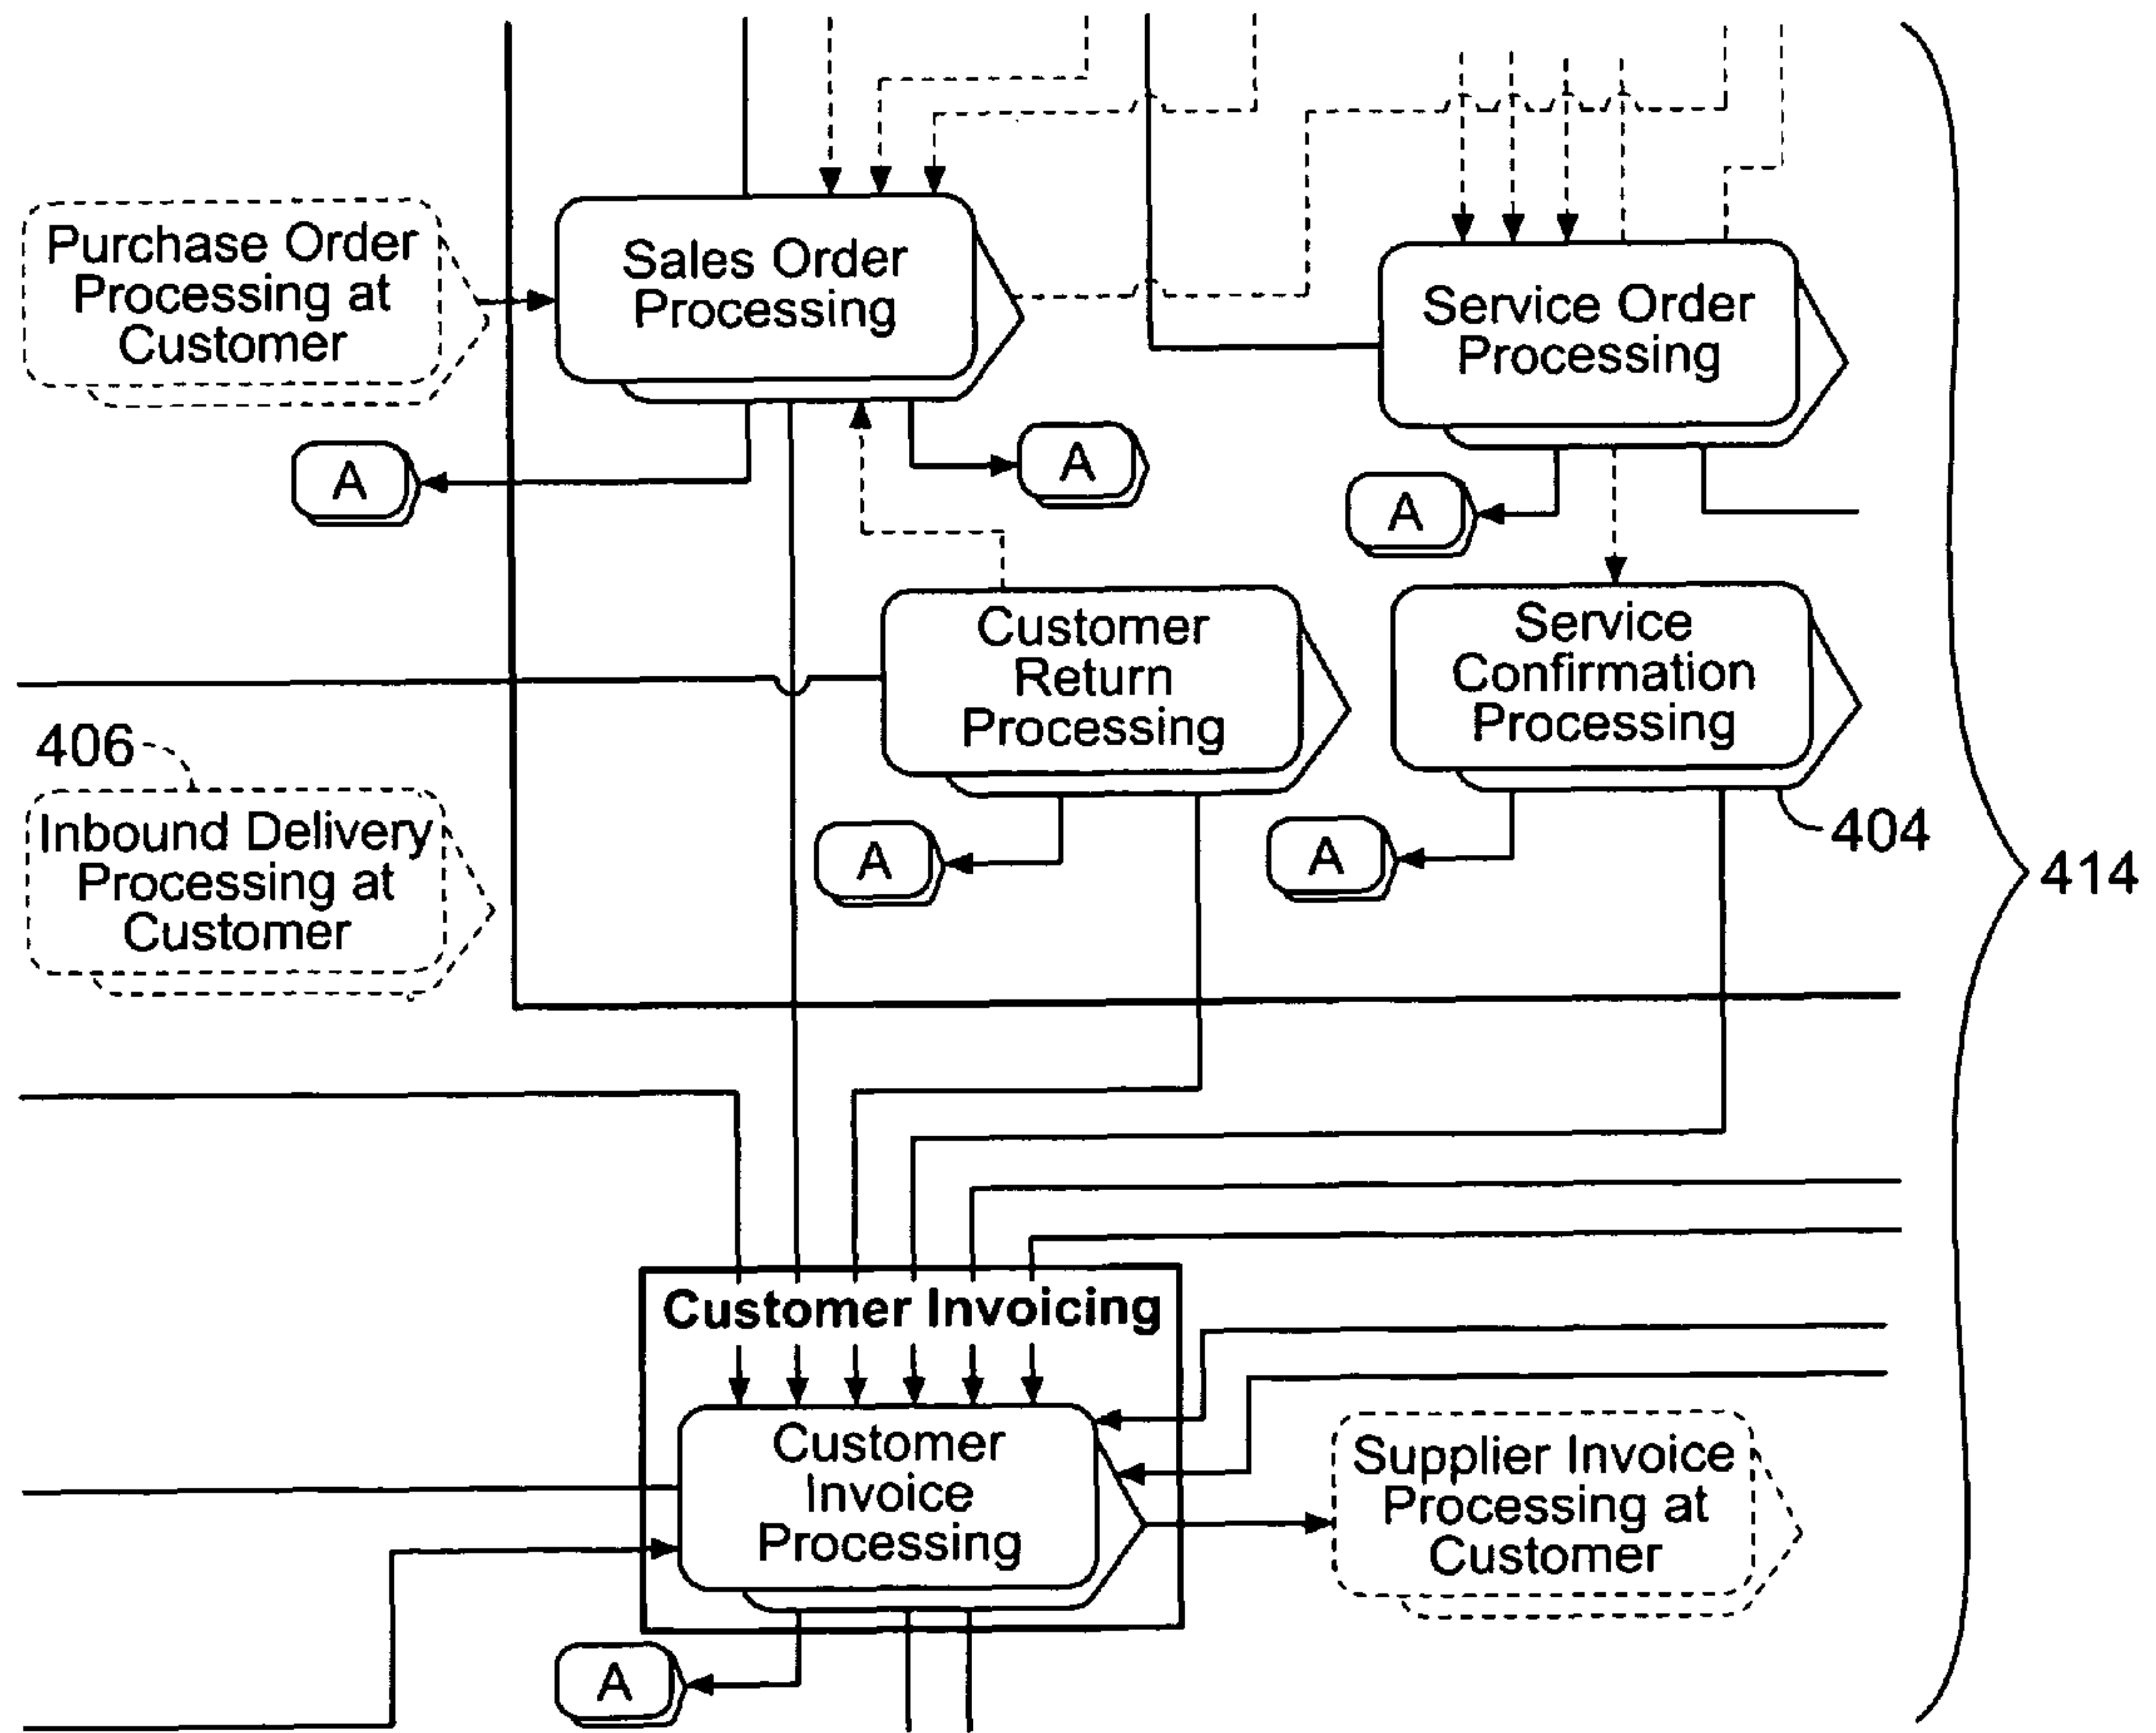 Purchase Order
Processing at
Customer
Sales Order
Processing
Service Order
Processing
A
A
A
Customer
Return
Processing
Service
Confirmation
Processing
406
Inbound Delivery
Processing at
Customer
A
A
404
414
Customer Invoicing
Customer
Invoice
Processing
Supplier Invoice
Processing at
Customer
A